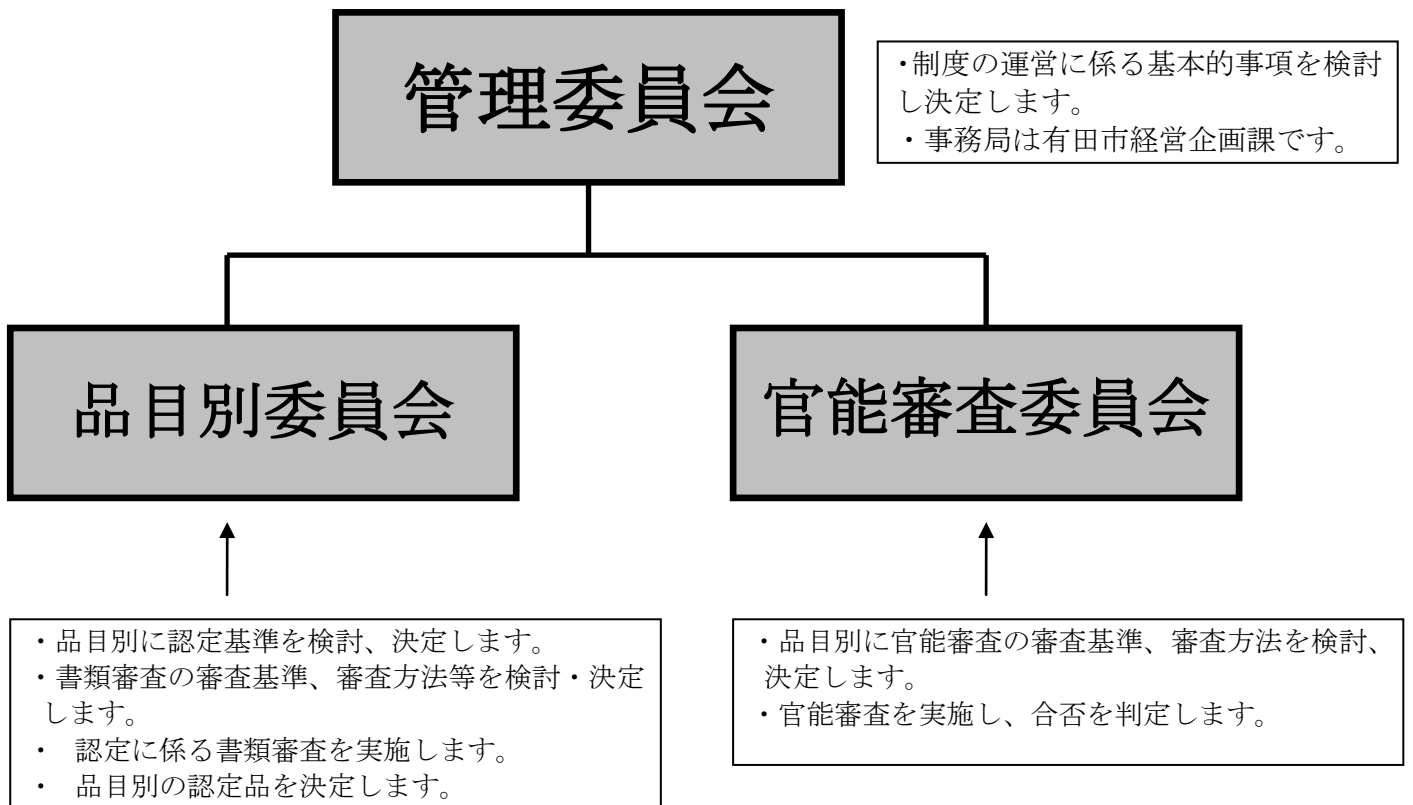 管理委員会
・制度の運営に係る基本的事項を検討
し決定します。
・事務局は有田市経営企画課です。
品目別委員会
官能審査委員会
・品目別に認定基準を検討、決定します。
・書類審査の審査基準、審査方法等を検討・決定
します。
・ 認定に係る書類審査を実施します。
・ 品目別の認定品を決定します。
・品目別に官能審査の審査基準、審査方法を検討、
決定します。
・官能審査を実施し、合否を判定します。